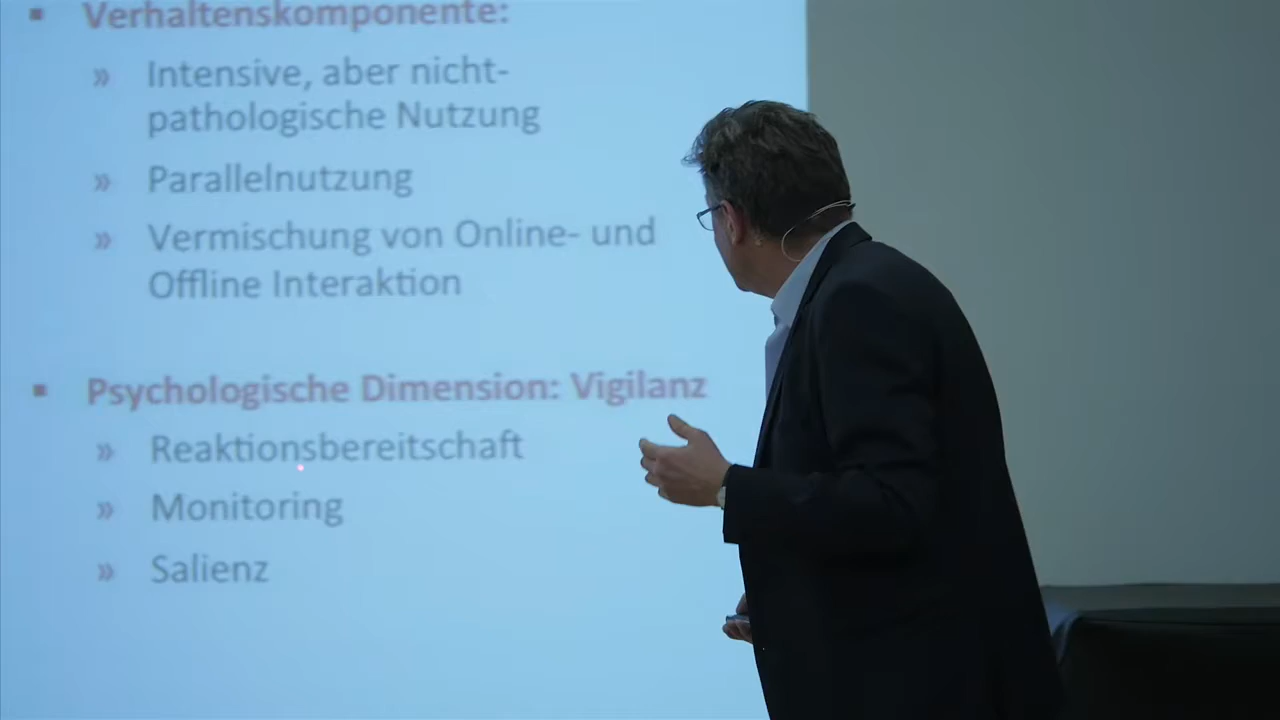 ▪ Verhaltenskomponente:
» Intensive, aber nicht-
pathologische Nutzung
» Parallelnutzung
» Vermischung von Online- und
Offline Interaktion
▪ Psychologische Dimension: Vigilanz
» Reaktionsbereitschaft
» Monitoring
» Salienz